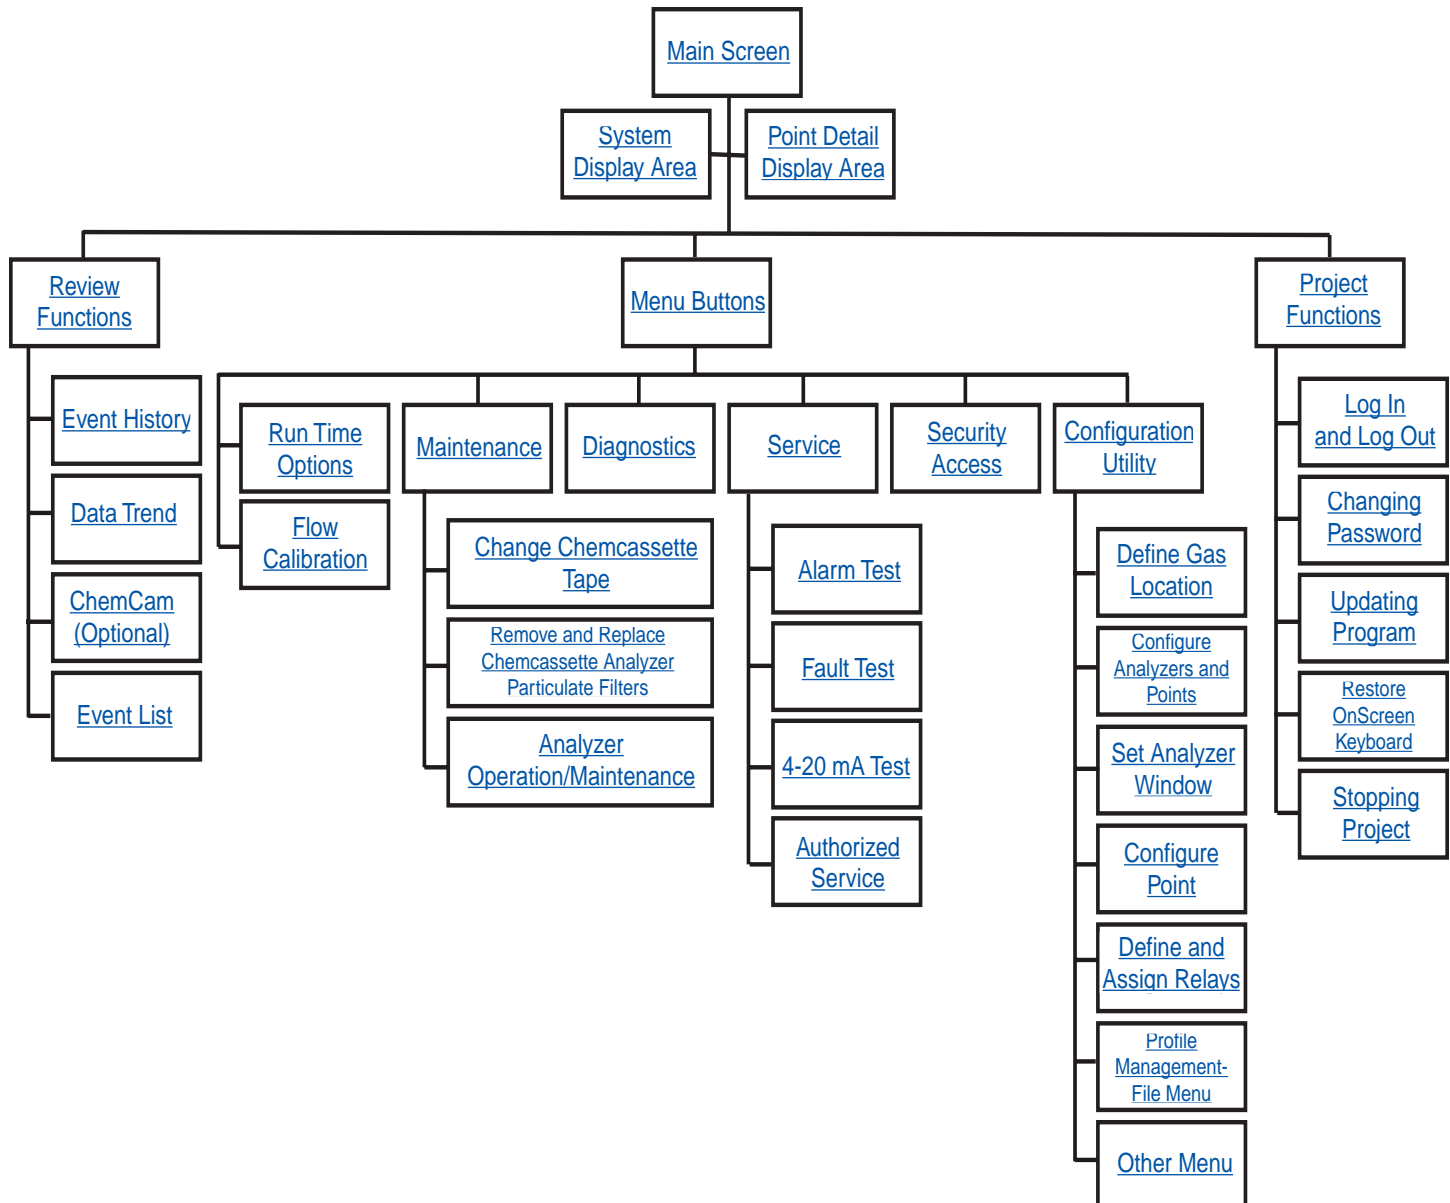 Main Screen
System
Display Area
Point Detail
Display Area
Review
Functions
Event History
Data Trend
ChemCam
(Optional)
Event List
Menu Buttons
Run Time
Options
Flow
Calibration
Maintenance
Change Chemcassette
Tape
Remove and Replace
Chemcassette Analyzer
Particulate Filters
Analyzer
Operation/Maintenance
Diagnostics
Service
Alarm Test
Fault Test
4-20 mA Test
Authorized
Service
Security
Access
Configuration
Utility
Define Gas
Location
Configure
Analyzers and
Points
Set Analyzer
Window
Configure
Point
Define and
Assign Relays
Profile
Management-
File Menu
Other Menu
Project
Functions
Log In
and Log Out
Changing
Password
Updating
Program
Restore
OnScreen
Keyboard
Stopping
Project